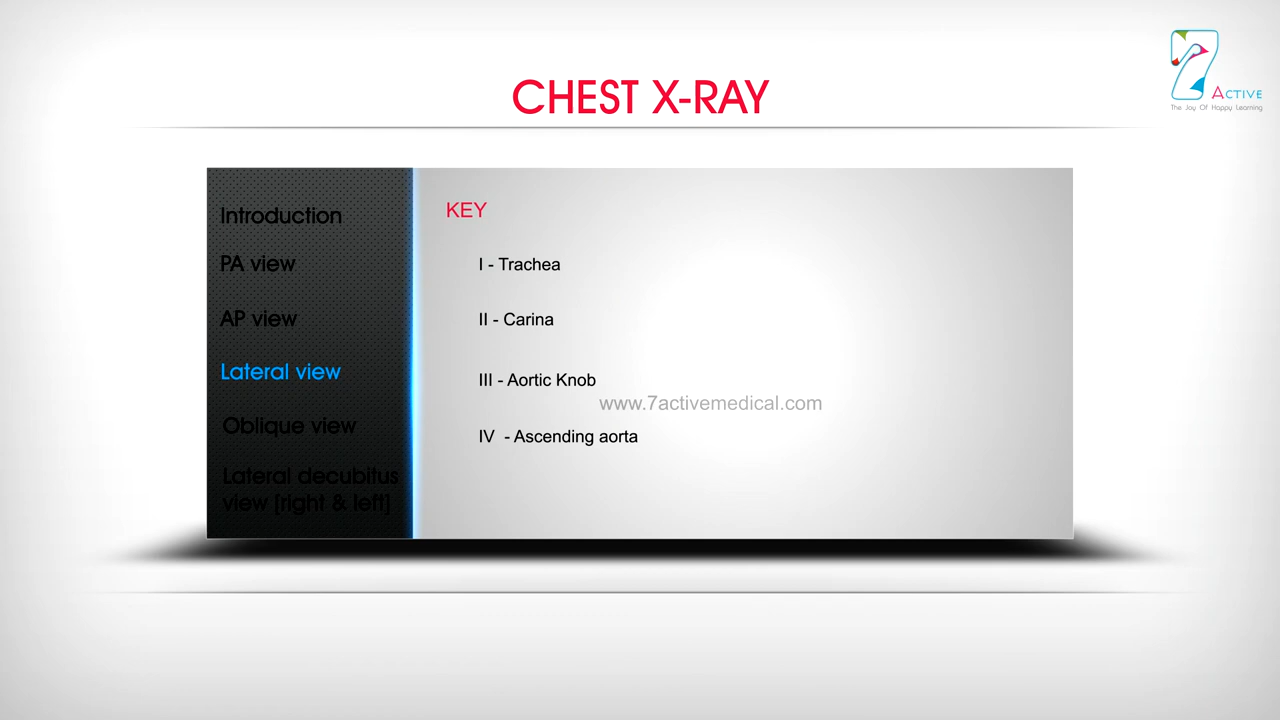 7 ACTIVE
The Joy Of Happy Learning
CHEST X-RAY
Introduction
PA view
AP view
Lateral view
Oblique view
Lateral decubitus
view [right & left]
KEY
I - Trachea
II - Carina
III - Aortic Knob
www.7activemedical.com
IV - Ascending aorta